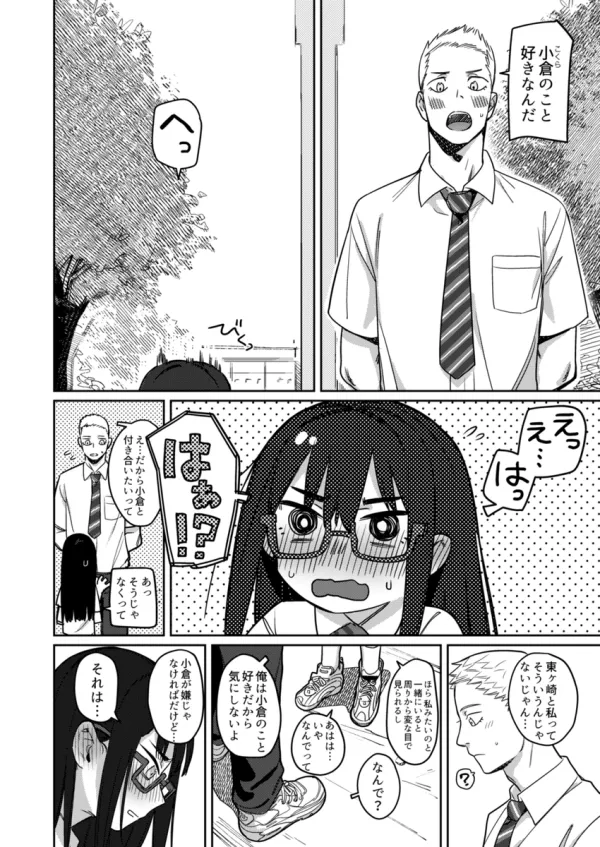 小倉のこと
こくら
好きなんだ
へっ
びくっ
えっ
え…
はっ
はぁ!?
え…だから小倉と
付き合いたいって
あっ
そうじゃ
なくって
東ヶ崎と私って
そういうんじゃ
ないじゃん…
?
ほら私みたいのと
一緒にいると
周りから変な目で
見られるし
なんで?
あはは…
いや
なんでって
俺は小倉のこと
好きだから
気にしないよ
小倉が嫌じゃ
なければだけど…
それは…